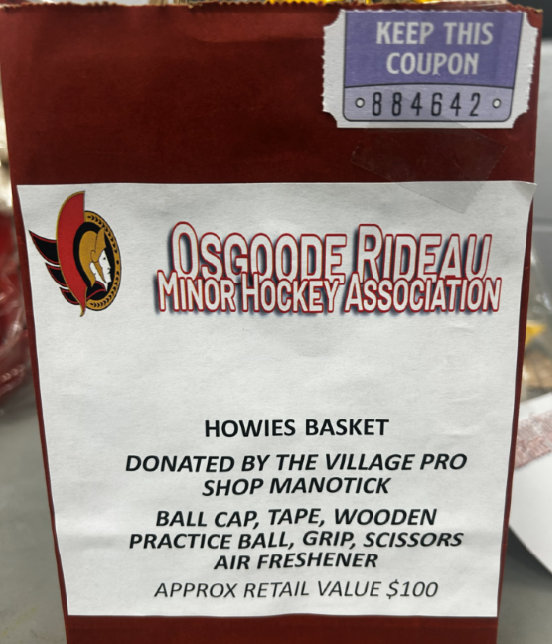 KEEP THIS
COUPON
884642
OSGOODE RIDEAU
MINOR HOCKEY ASSOCIATION
HOWIES BASKET
DONATED BY THE VILLAGE PRO
SHOP MANOTICK
BALL CAP, TAPE, WOODEN
PRACTICE BALL, GRIP, SCISSORS
AIR FRESHENER
APPROX RETAIL VALUE $100